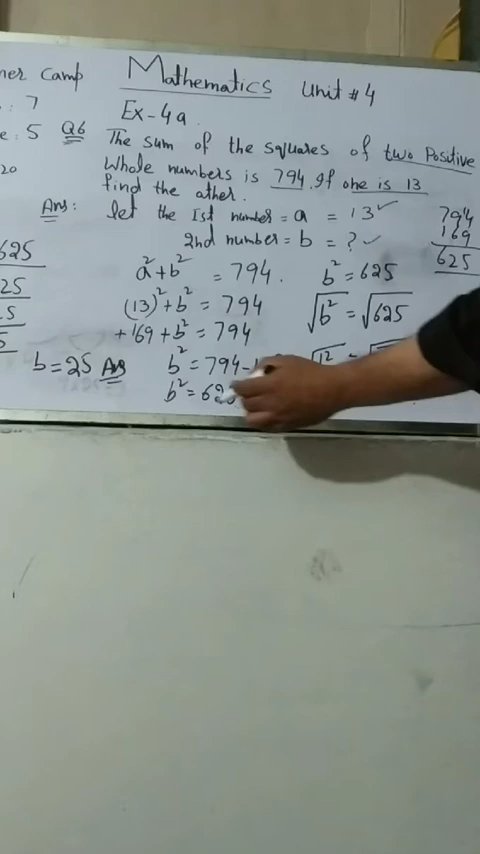 Camp Mathematics Unit # 4
: 7 Ex-4a.
: 5 Q6 The sum of the squares of two Positive
Whole numbers is 794. If one is 13
find the ather.
Ans: let the Ist number = a = 13 ✓
2nd number = b = ? ✓
a² + b² = 794.
(13)² + b² = 794
+169 + b² = 794
b² = 794-
b² = 62
b² = 625
√b² = √625
794
169
625
625
25
5
b = 25 Ans